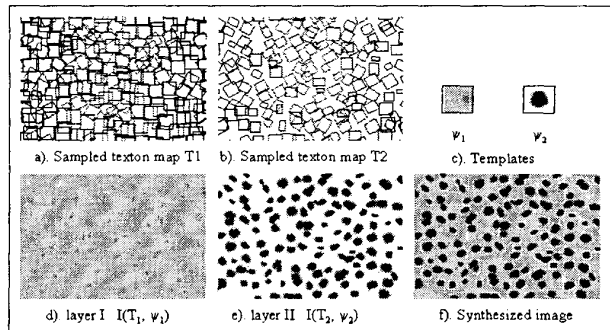 ψ₁
ψ₂
a). Sampled texton map T1
b). Sampled texton map T2
c). Templates
d). layer I I(T₁, ψ₁)
e). layer II I(T₂, ψ₂)
f). Synthesized image